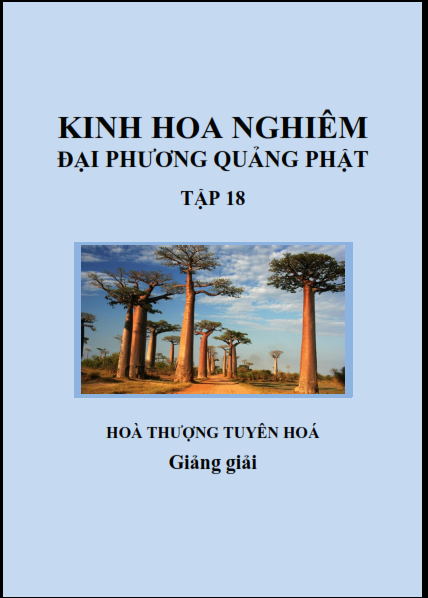 KINH HOA NGHIÊM
ĐẠI PHƯƠNG QUẢNG PHẬT
TẬP 18
HOÀ THƯỢNG TUYÊN HOÁ
Giảng giải